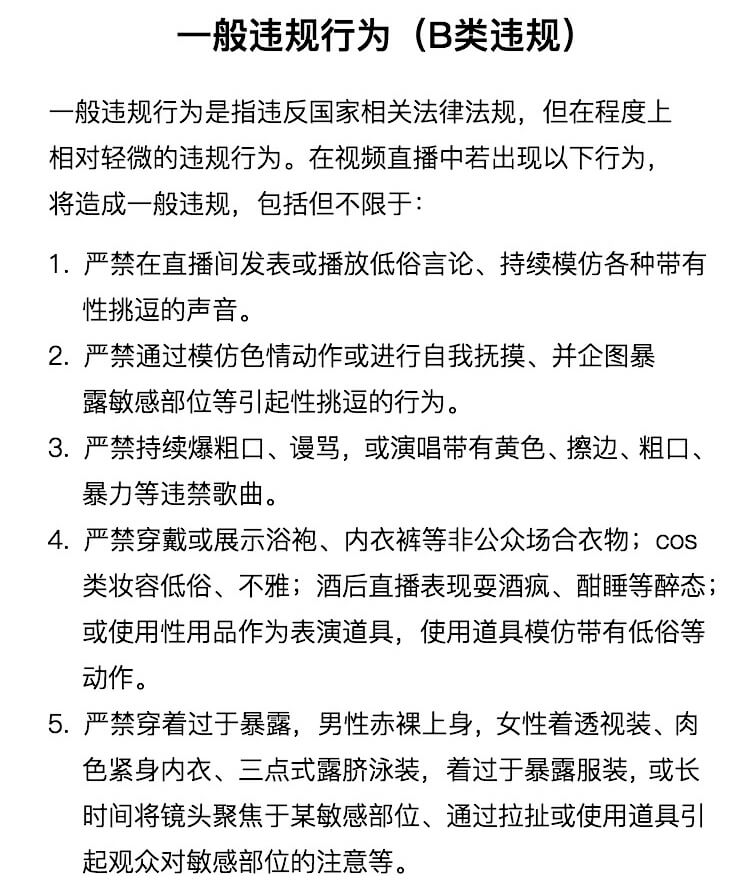 一般违规行为（B类违规）
一般违规行为是指违反国家相关法律法规，但在程度上
相对轻微的违规行为。在视频直播中若出现以下行为，
将造成一般违规，包括但不限于：
1. 严禁在直播间发表或播放低俗言论、持续模仿各种带有
性挑逗的声音。
2. 严禁通过模仿色情动作或进行自我抚摸、并企图暴
露敏感部位等引起性挑逗的行为。
3. 严禁持续爆粗口、谩骂，或演唱带有黄色、擦边、粗口、
暴力等违禁歌曲。
4. 严禁穿戴或展示浴袍、内衣裤等非公众场合衣物；cos
类妆容低俗、不雅；酒后直播表现耍酒疯、酣睡等醉态；
或使用性用品作为表演道具，使用道具模仿带有低俗等
动作。
5. 严禁穿着过于暴露，男性赤裸上身，女性着透视装、肉
色紧身内衣、三点式露脐泳装，着过于暴露服装，或长
时间将镜头聚焦于某敏感部位、通过拉扯或使用道具引
起观众对敏感部位的注意等。